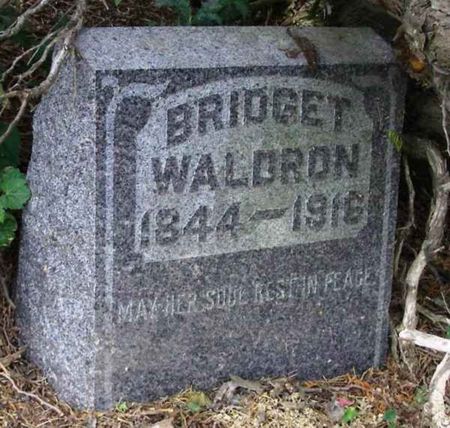 BRIDGET
WALDRON
1844-1916
MAY HER SOUL REST IN PEACE